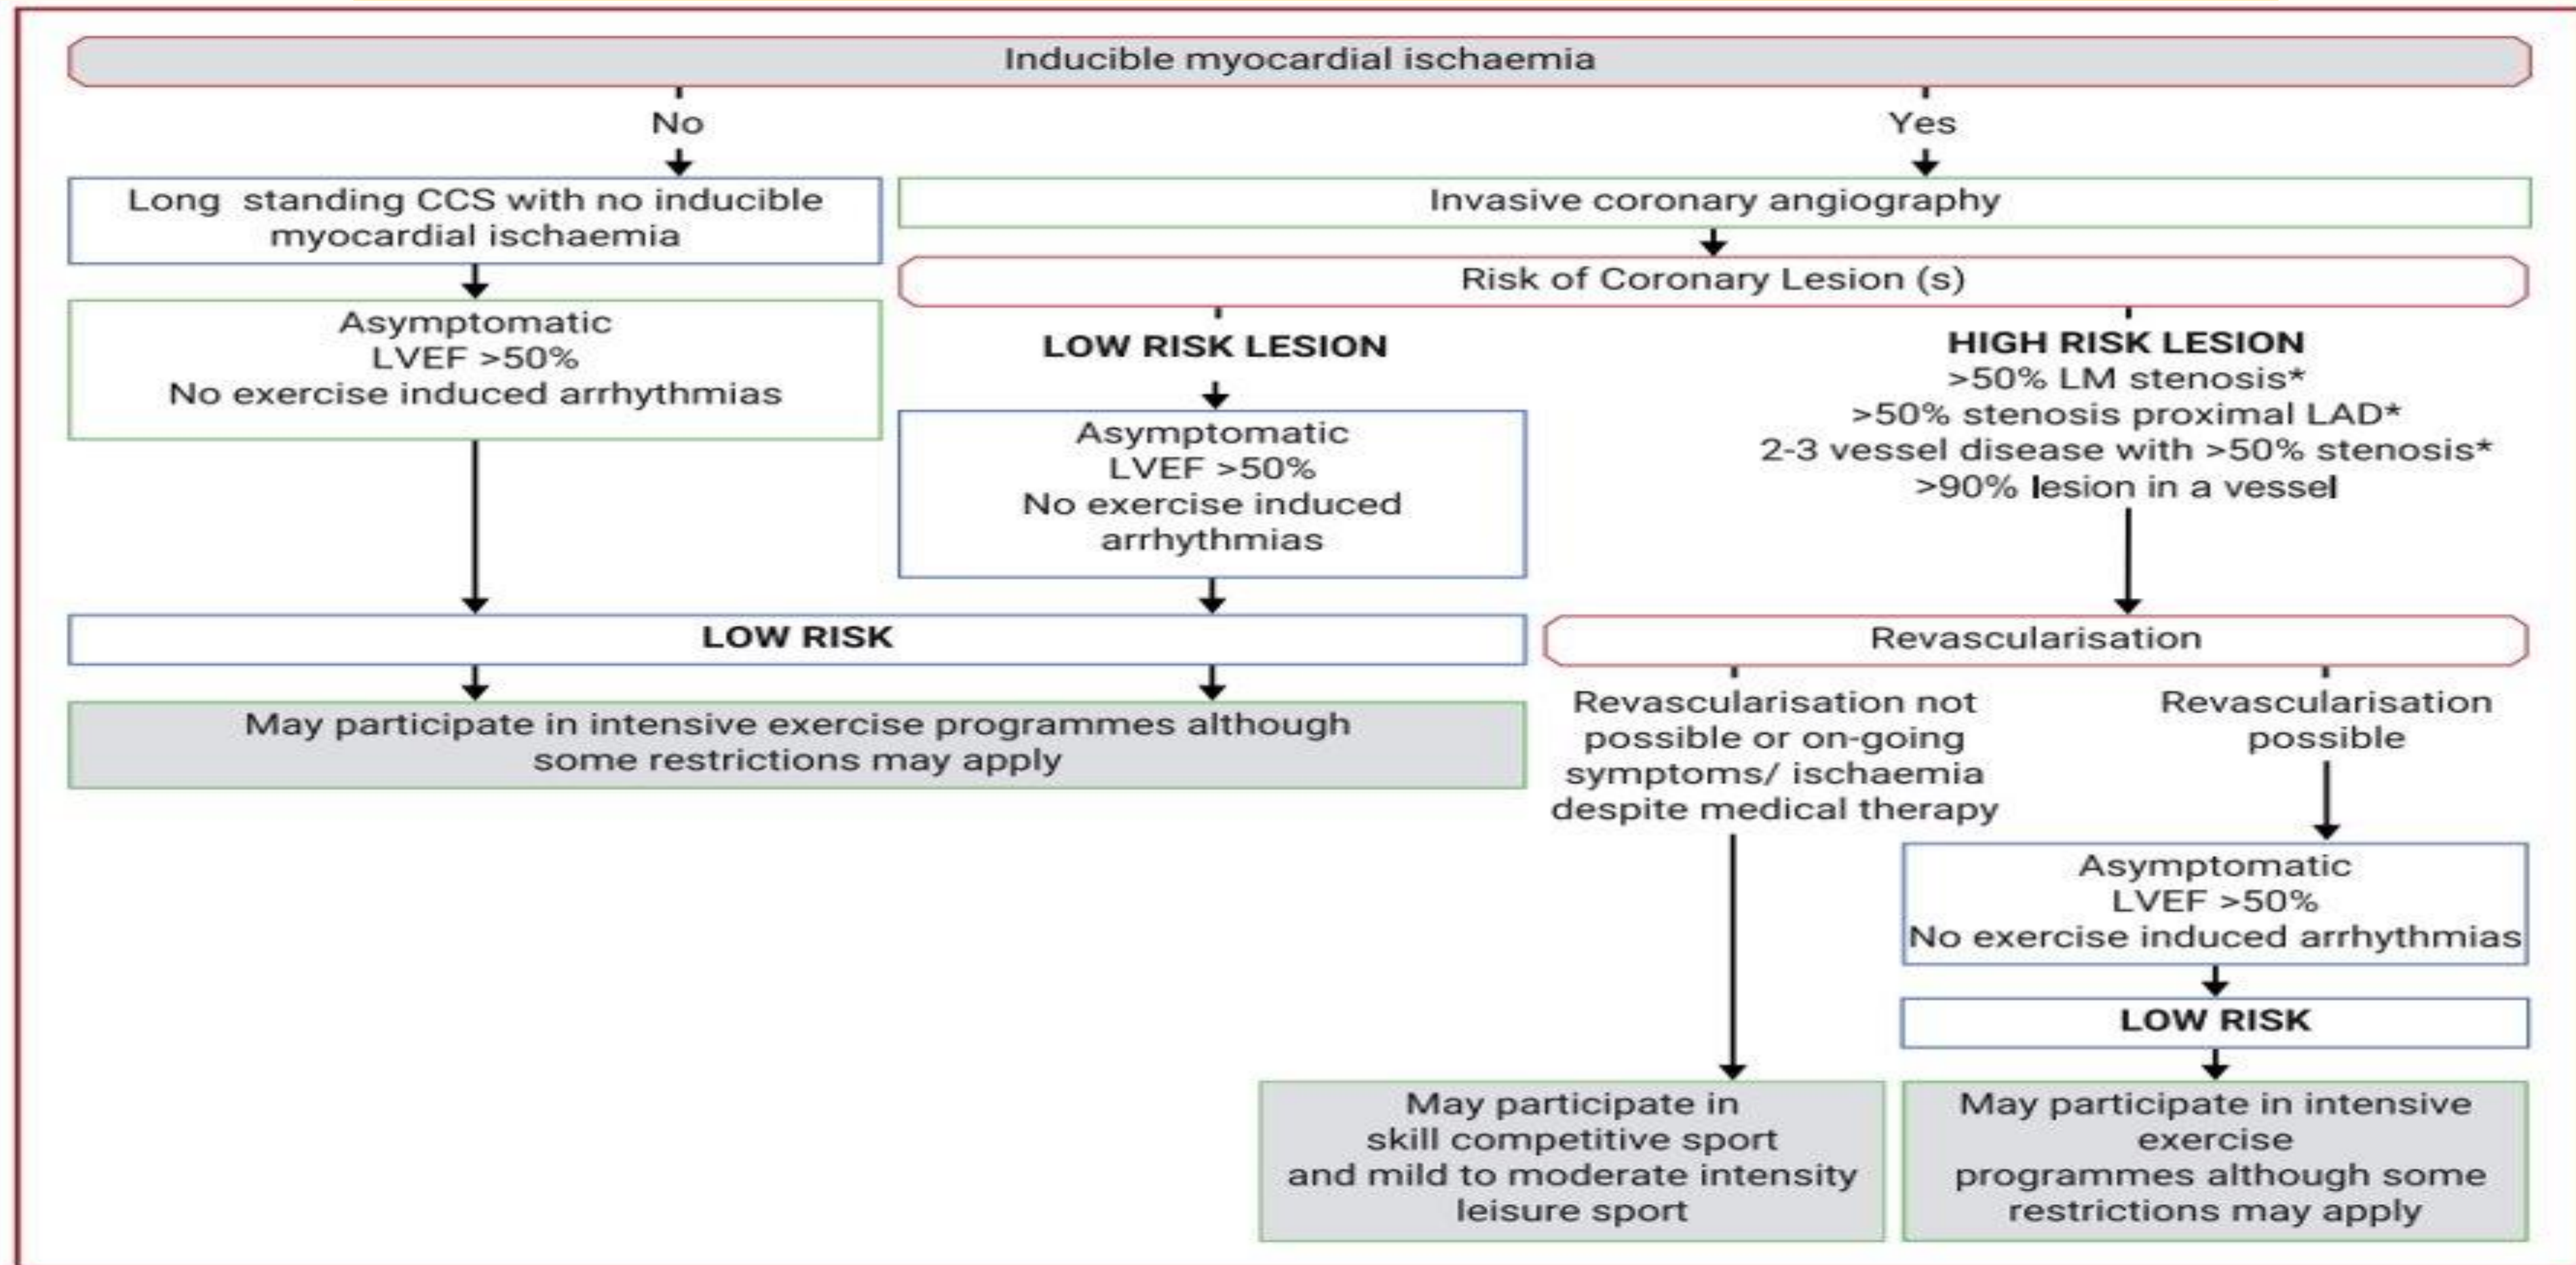 Inducible myocardial ischaemia
No
Yes
Long standing CCS with no inducible
myocardial ischaemia
Invasive coronary angiography
Risk of Coronary Lesion (s)
Asymptomatic
LVEF >50%
No exercise induced arrhythmias
LOW RISK LESION
Asymptomatic
LVEF >50%
No exercise induced
arrhythmias
HIGH RISK LESION
>50% LM stenosis*
>50% stenosis proximal LAD*
2-3 vessel disease with >50% stenosis*
>90% lesion in a vessel
LOW RISK
May participate in intensive exercise programmes although
some restrictions may apply
Revascularisation
Revascularisation not
possible or on-going
symptoms/ ischaemia
despite medical therapy
Revascularisation
possible
Asymptomatic
LVEF >50%
No exercise induced arrhythmias
LOW RISK
May participate in
skill competitive sport
and mild to moderate intensity
leisure sport
May participate in intensive
exercise
programmes although some
restrictions may apply